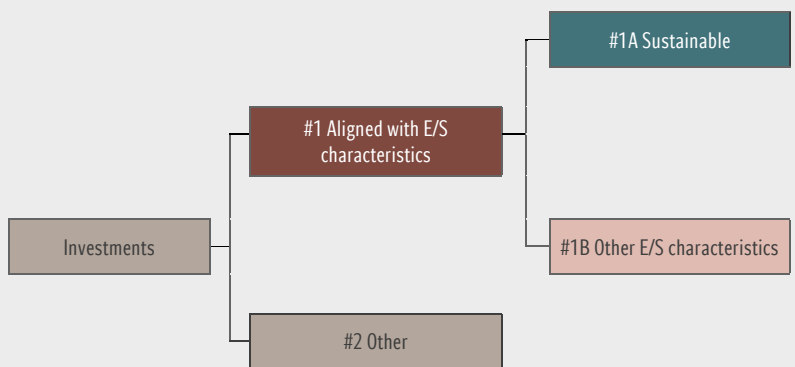 #1A Sustainable
#1 Aligned with E/S
characteristics
Investments
#1B Other E/S characteristics
#2 Other